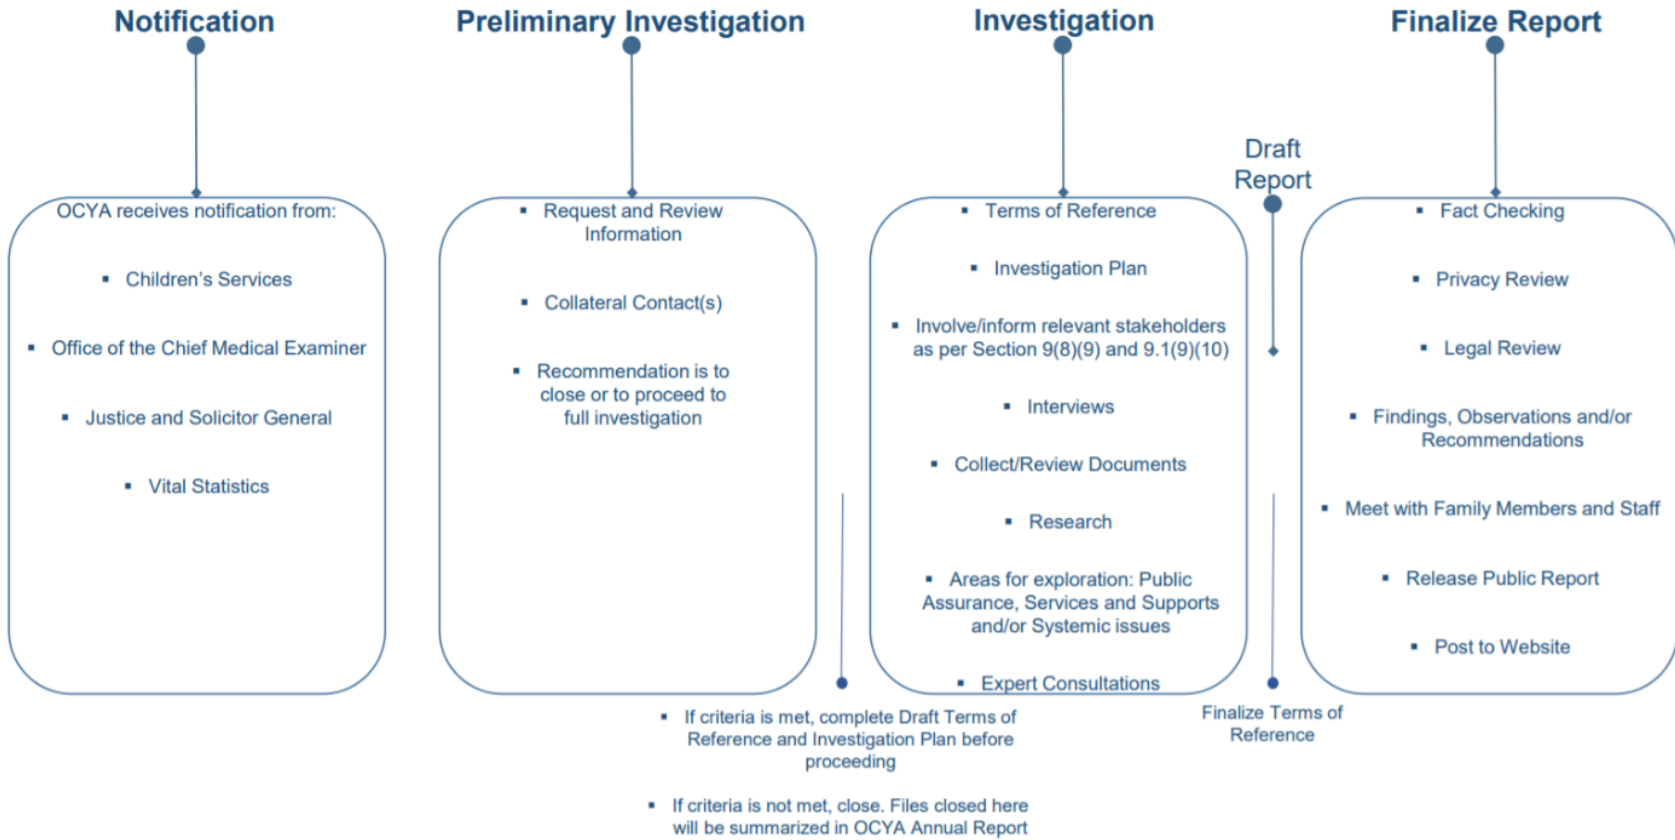 Notification
OCYA receives notification from:
▪ Children's Services
▪ Office of the Chief Medical Examiner
▪ Justice and Solicitor General
▪ Vital Statistics
Preliminary Investigation
▪ Request and Review
Information
▪ Collateral Contact(s)
▪ Recommendation is to
close or to proceed to
full investigation
▪ If criteria is met, complete Draft Terms of
Reference and Investigation Plan before
proceeding
▪ If criteria is not met, close. Files closed here
will be summarized in OCYA Annual Report
Investigation
▪ Terms of Reference
▪ Investigation Plan
▪ Involve/inform relevant stakeholders
as per Section 9(8)(9) and 9.1(9)(10)
▪ Interviews
▪ Collect/Review Documents
▪ Research
▪ Areas for exploration: Public
Assurance, Services and Supports
and/or Systemic issues
▪ Expert Consultations
Draft
Report
Finalize Terms of
Reference
Finalize Report
▪ Fact Checking
▪ Privacy Review
▪ Legal Review
▪ Findings, Observations and/or
Recommendations
▪ Meet with Family Members and Staff
▪ Release Public Report
▪ Post to Website